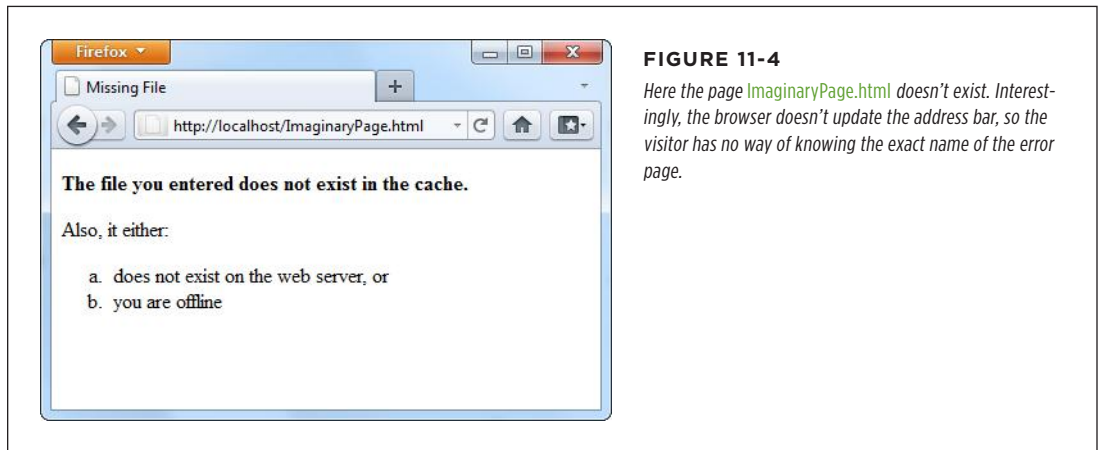 Firefox
Missing File
http://localhost/ImaginaryPage.html
The file you entered does not exist in the cache.
Also, it either:
a. does not exist on the web server, or
b. you are offline
FIGURE 11-4
Here the page ImaginaryPage.html doesn't exist. Interest-
ingly, the browser doesn't update the address bar, so the
visitor has no way of knowing the exact name of the error
page.